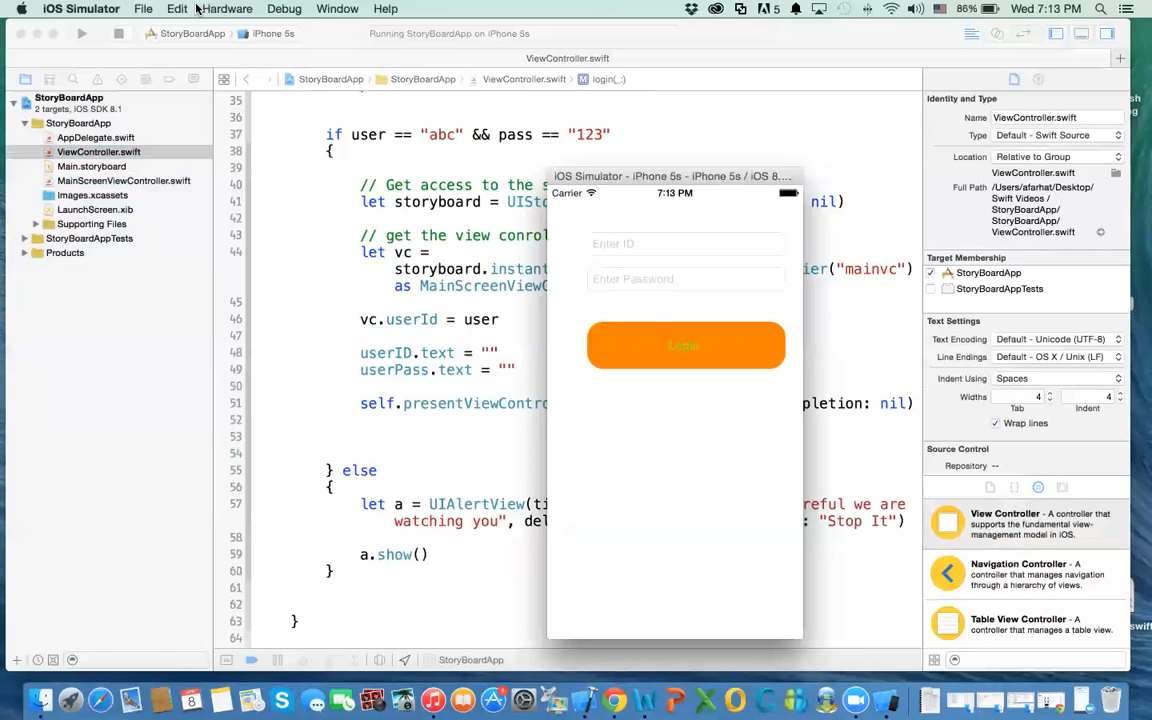 iOS Simulator File Edit Hardware Debug Window Help 5 86% Wed 7:13 PM
StoryBoardApp iPhone 5s Running StoryBoardApp on iPhone 5s
ViewController.swift
StoryBoardApp StoryBoardApp ViewController.swift M login(_:)
StoryBoardApp
2 targets, iOS SDK 8.1
StoryBoardApp
AppDelegate.swift
ViewController.swift
Main.storyboard
MainScreenViewController.swift
Images.xcassets
LaunchScreen.xib
Supporting Files
StoryBoardAppTests
Products
35
36
37 if user == "abc" && pass == "123"
38 {
39
40 // Get access to the s
41 let storyboard = UISto nil)
42
43 // get the view conrol
44 let vc =
storyboard.instant ier("mainvc")
as MainScreenViewC
45
46 vc.userId = user
47
48 userID.text = ""
49 userPass.text = ""
50
51 self.presentViewContro pletion: nil)
52
53
54
55 } else
56 {
57 let a = UIAlertView(ti reful we are
watching you", del : "Stop It")
58
59 a.show()
60 }
61
62
63 }
64
iOS Simulator - iPhone 5s - iPhone 5s / iOS 8....
Carrier 7:13 PM
Enter ID
Enter Password
Login
Identity and Type
Name ViewController.swift
Type Default - Swift Source
Location Relative to Group
ViewController.swift
Full Path /Users/afarhat/Desktop/
Swift Videos /
StoryBoardApp/
StoryBoardApp/
ViewController.swift
Target Membership
StoryBoardApp
StoryBoardAppTests
Text Settings
Text Encoding Default - Unicode (UTF-8)
Line Endings Default - OS X / Unix (LF)
Indent Using Spaces
Widths 4 4
Tab Indent
Wrap lines
Source Control
Repository --
View Controller - A controller that
supports the fundamental view-
management model in iOS.
Navigation Controller - A
controller that manages navigation
through a hierarchy of views.
Table View Controller - A
controller that manages a table view.
StoryBoardApp